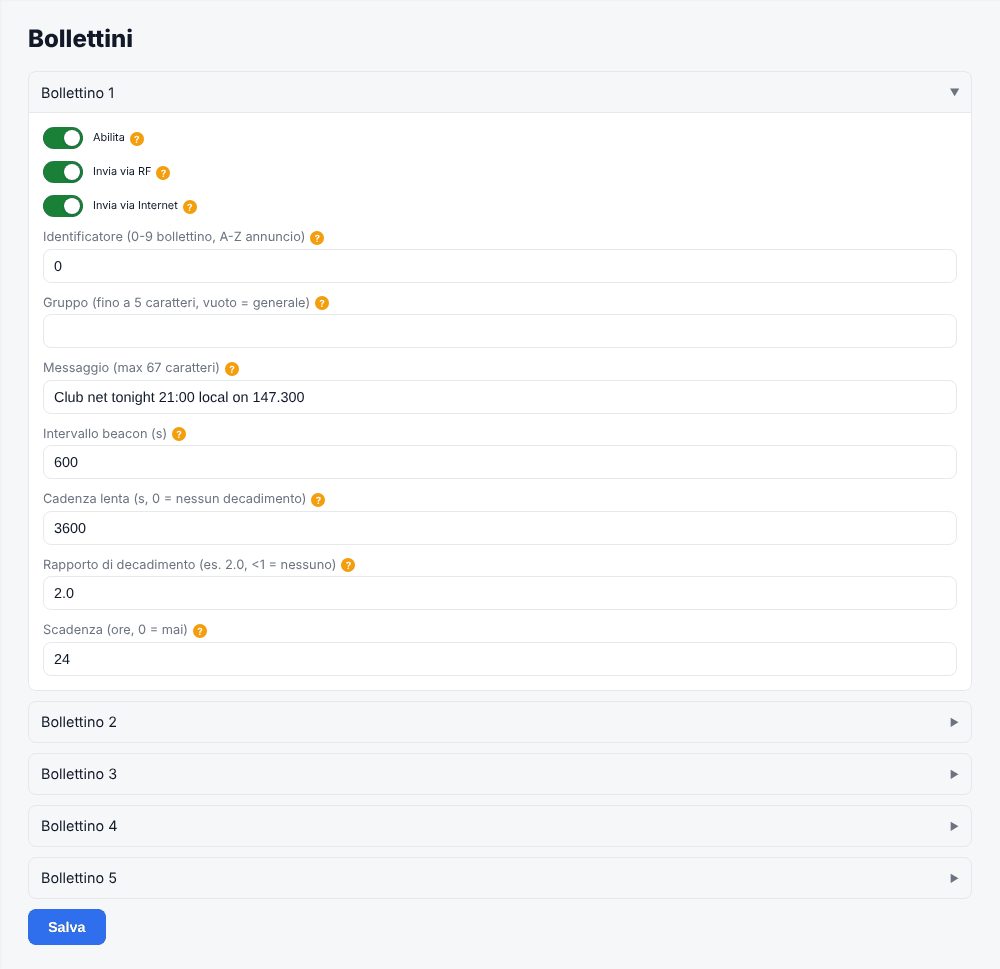 Bollettini
Bollettino 1
Abilita ?
Invia via RF ?
Invia via Internet ?
Identificatore (0-9 bollettino, A-Z annuncio) ?
0
Gruppo (fino a 5 caratteri, vuoto = generale) ?
Messaggio (max 67 caratteri) ?
Club net tonight 21:00 local on 147.300
Intervallo beacon (s) ?
600
Cadenza lenta (s, 0 = nessun decadimento) ?
3600
Rapporto di decadimento (es. 2.0, <1 = nessuno) ?
2.0
Scadenza (ore, 0 = mai) ?
24
Bollettino 2
Bollettino 3
Bollettino 4
Bollettino 5
Salva